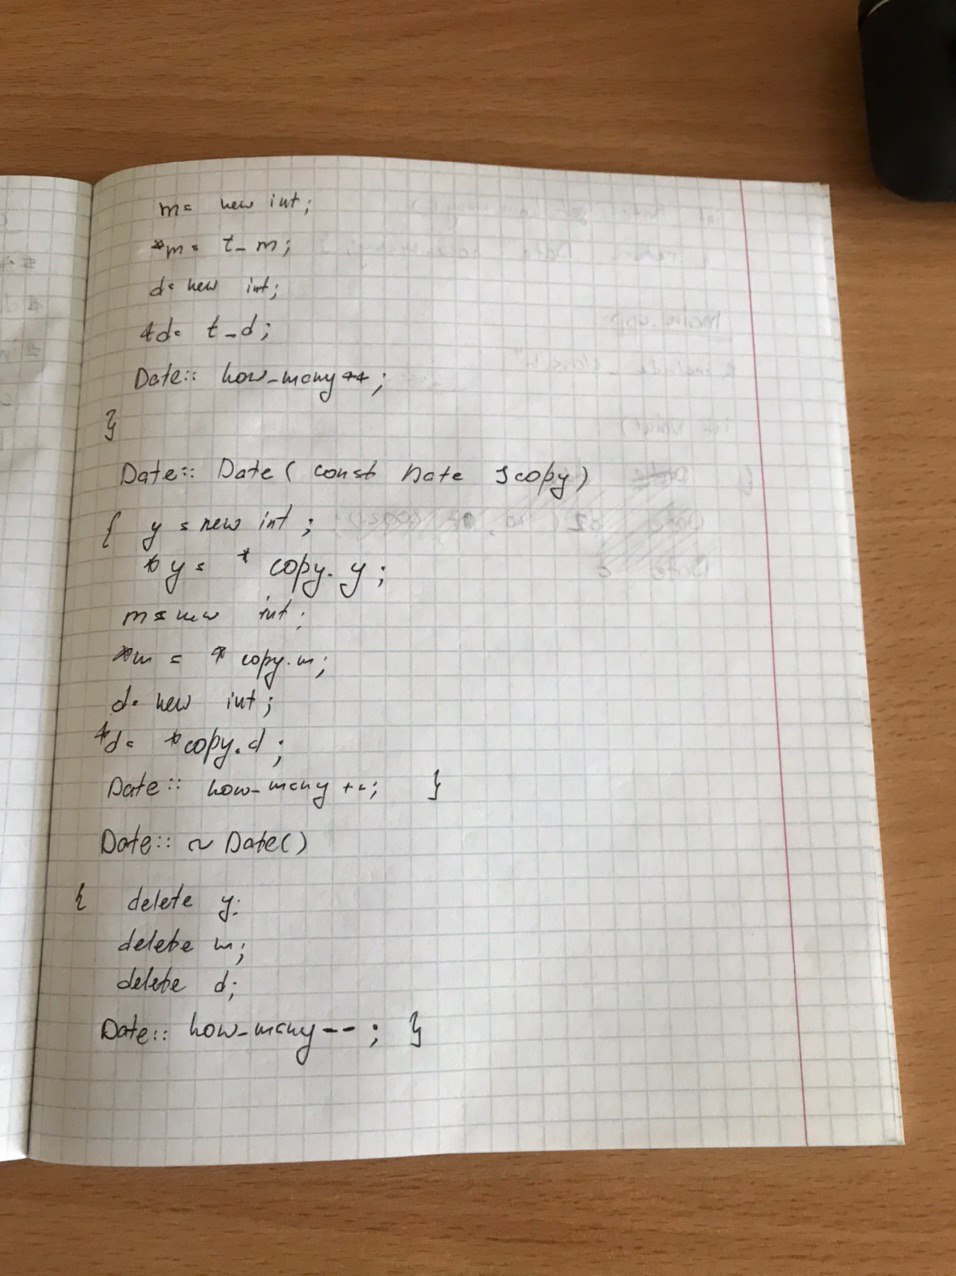 m= new int;
*m= t_m;
d= new int;
*d= t_d;
Date:: how_many++;
}
Date:: Date( const Date &copy)
{ y = new int ;
*y= * copy.y;
m= new int;
*m = * copy.m;
d= new int;
*d= *copy.d;
Date:: how_many ++; }
Date:: ~ Date()
{ delete y;
delete m;
delete d;
Date:: how_many--; }